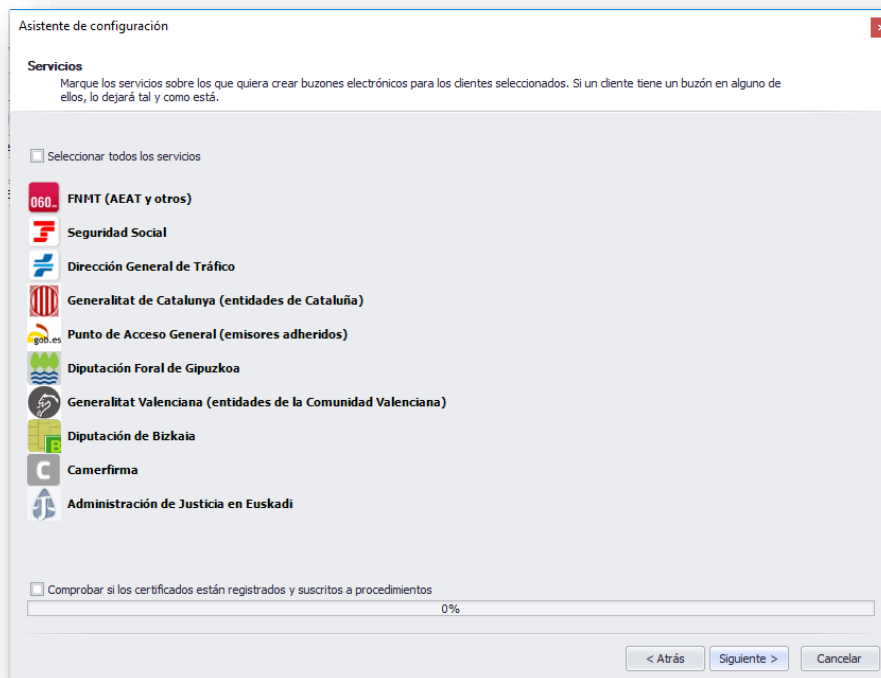 Asistente de configuración
Servicios
Marque los servicios sobre los que quiera crear buzones electrónicos para los clientes seleccionados. Si un cliente tiene un buzón en alguno de
ellos, lo dejará tal y como está.
Seleccionar todos los servicios
060 FNMT (AEAT y otros)
Seguridad Social
Dirección General de Tráfico
Generalitat de Catalunya (entidades de Cataluña)
gob.es Punto de Acceso General (emisores adheridos)
Diputación Foral de Gipuzkoa
Generalitat Valenciana (entidades de la Comunidad Valenciana)
B Diputación de Bizkaia
C Camerfirma
Administración de Justicia en Euskadi
Comprobar si los certificados están registrados y suscritos a procedimientos
0%
< Atrás Siguiente > Cancelar